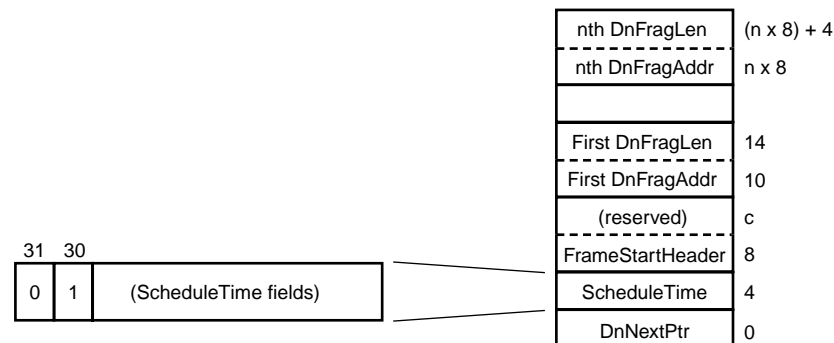 nth DnFragLen (n x 8) + 4
nth DnFragAddr n x 8
First DnFragLen 14
First DnFragAddr 10
(reserved) c
FrameStartHeader 8
31 30
0 1 (ScheduleTime fields) ScheduleTime 4
DnNextPtr 0